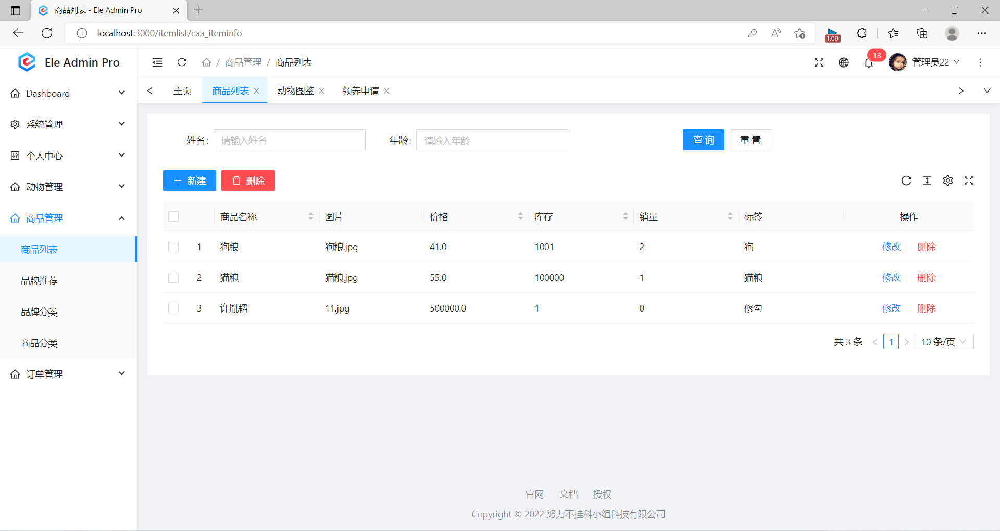 商品列表 - Ele Admin Pro
localhost:3000/itemlist/caa_iteminfo
1.00
Ele Admin Pro
商品管理 / 商品列表
13
管理员22
Dashboard
系统管理
个人中心
动物管理
商品管理
商品列表
品牌推荐
品牌分类
商品分类
订单管理
主页 商品列表 动物图鉴 领养申请
姓名: 请输入姓名 年龄: 请输入年龄 查 询 重 置
新建 删除
商品名称 图片 价格 库存 销量 标签 操作
1 狗粮 狗粮.jpg 41.0 1001 2 狗 修改 删除
2 猫粮 猫粮.jpg 55.0 100000 1 猫粮 修改 删除
3 许胤韬 11.jpg 500000.0 1 0 修勾 修改 删除
共 3 条 1 10 条/页
官网 文档 授权
Copyright © 2022 努力不挂科小组科技有限公司